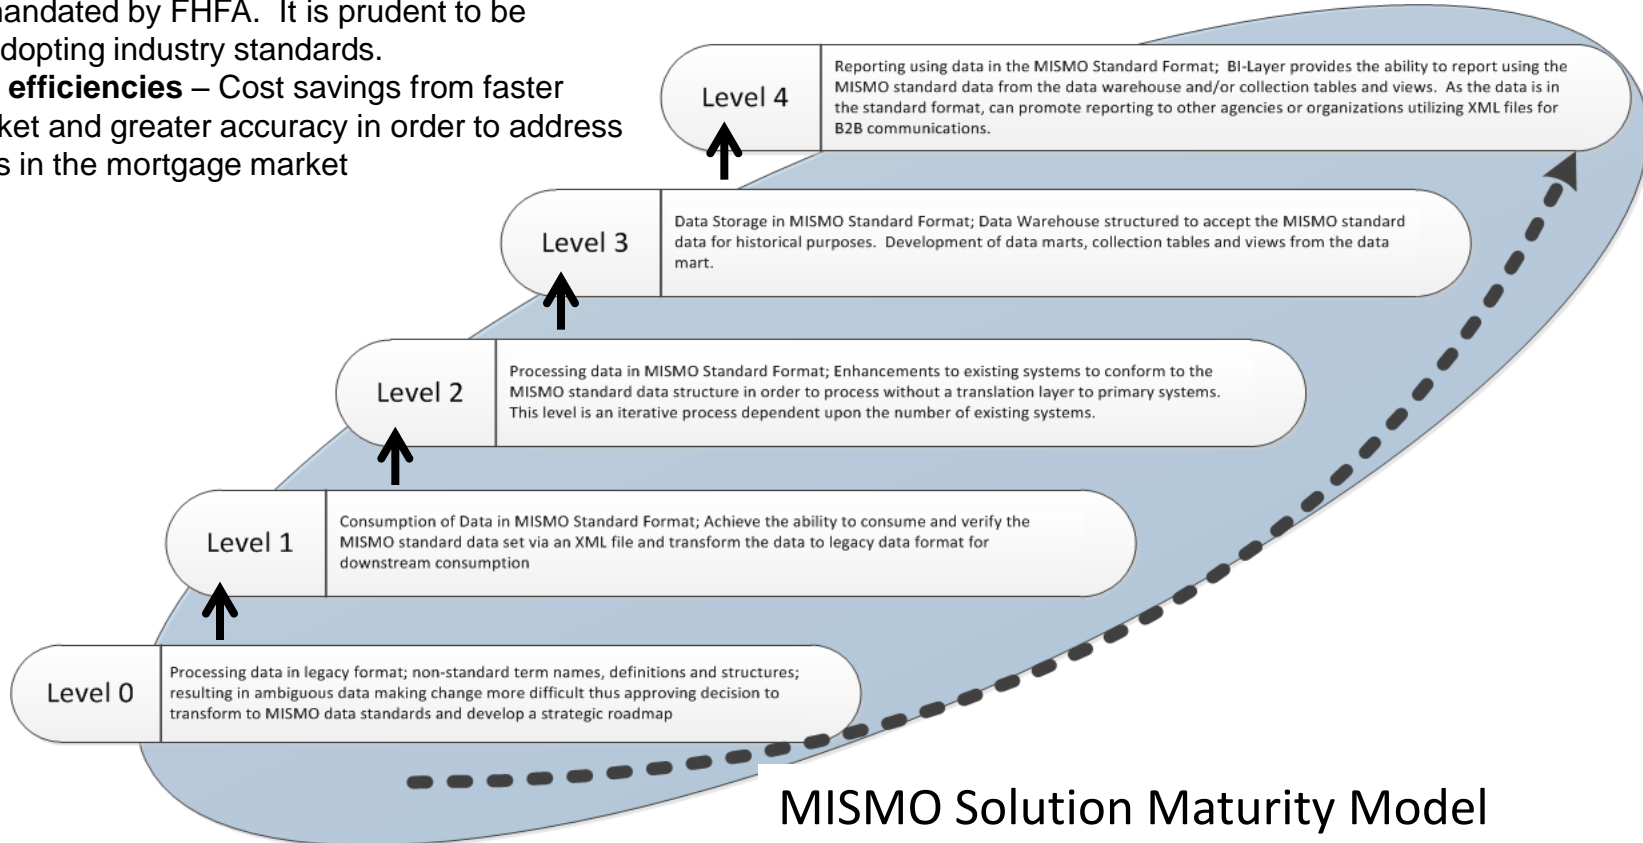 mandated by FHFA.  It is prudent to be
dopting industry standards.
efficiencies – Cost savings from faster
ket and greater accuracy in order to address
s in the mortgage market
Level 4
Reporting using data in the MISMO Standard Format;  BI-Layer provides the ability to report using the
MISMO standard data from the data warehouse and/or collection tables and views.  As the data is in
the standard format, can promote reporting to other agencies or organizations utilizing XML files for
B2B communications.
Level 3
Data Storage in MISMO Standard Format; Data Warehouse structured to accept the MISMO standard
data for historical purposes.  Development of data marts, collection tables and views from the data
mart.
Level 2
Processing data in MISMO Standard Format; Enhancements to existing systems to conform to the
MISMO standard data structure in order to process without a translation layer to primary systems.
This level is an iterative process dependent upon the number of existing systems.
Level 1
Consumption of Data in MISMO Standard Format; Achieve the ability to consume and verify the
MISMO standard data set via an XML file and transform the data to legacy data format for
downstream consumption
Level 0
Processing data in legacy format; non-standard term names, definitions and structures;
resulting in ambiguous data making change more difficult thus approving decision to
transform to MISMO data standards and develop a strategic roadmap
MISMO Solution Maturity Model